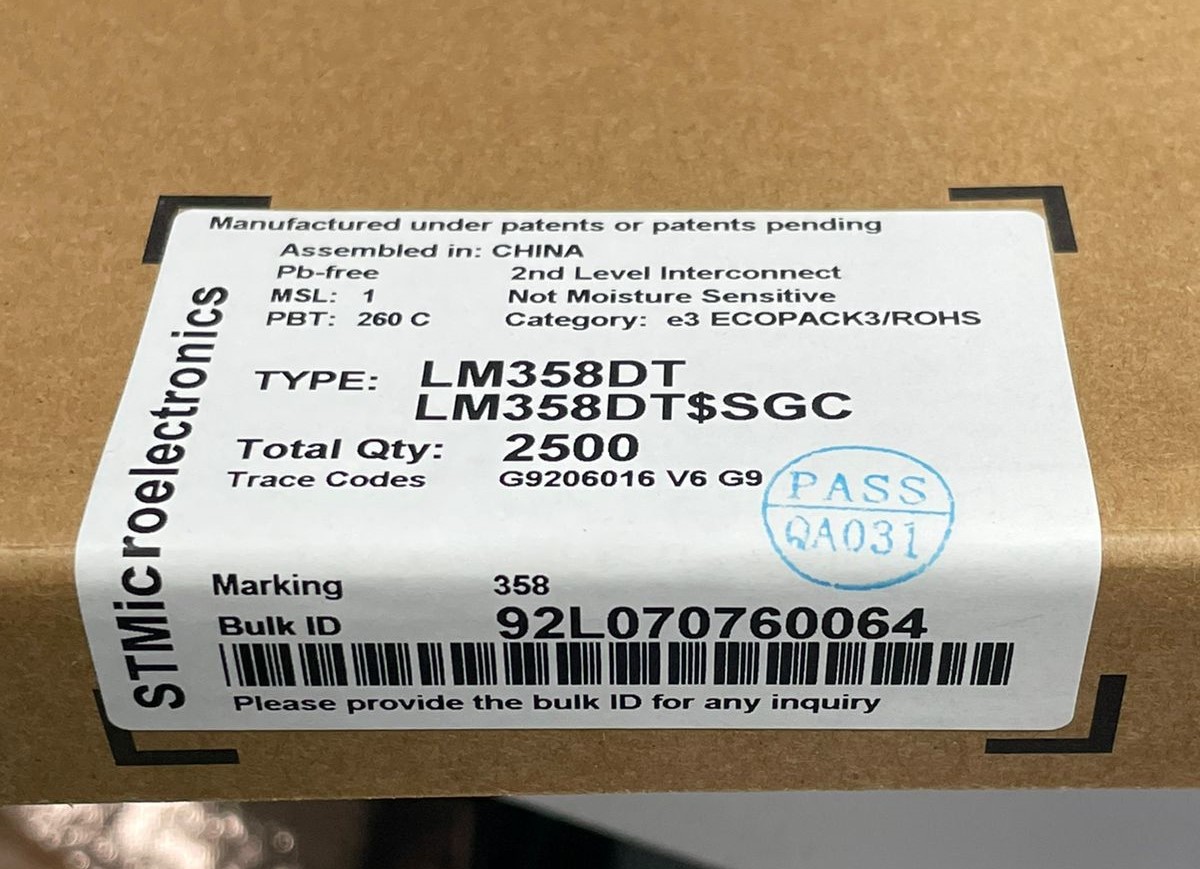 Manufactured under patents or patents pending
Assembled in: CHINA
Pb-free 2nd Level Interconnect
MSL: 1 Not Moisture Sensitive
PBT: 260 C Category: e3 ECOPACK3/ROHS
TYPE: LM358DT
LM358DT$SGC
Total Qty: 2500
Trace Codes G9206016 V6 G9
PASS
QA031
Marking 358
Bulk ID 92L070760064
Please provide the bulk ID for any inquiry
STMicroelectronics